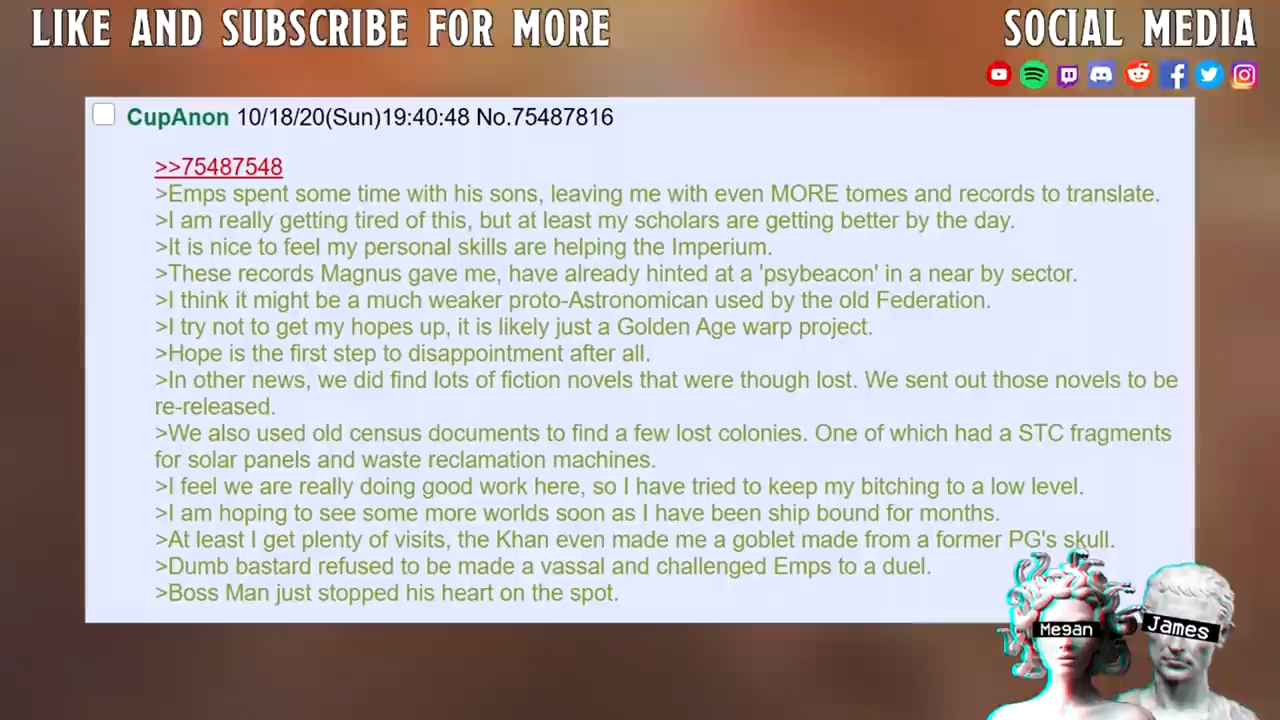 LIKE AND SUBSCRIBE FOR MORE
SOCIAL MEDIA
CupAnon 10/18/20(Sun)19:40:48 No.75487816
>>75487548
>Emps spent some time with his sons, leaving me with even MORE tomes and records to translate.
>I am really getting tired of this, but at least my scholars are getting better by the day.
>It is nice to feel my personal skills are helping the Imperium.
>These records Magnus gave me, have already hinted at a 'psybeacon' in a near by sector.
>I think it might be a much weaker proto-Astronomican used by the old Federation.
>I try not to get my hopes up, it is likely just a Golden Age warp project.
>Hope is the first step to disappointment after all.
>In other news, we did find lots of fiction novels that were though lost. We sent out those novels to be
re-released.
>We also used old census documents to find a few lost colonies. One of which had a STC fragments
for solar panels and waste reclamation machines.
>I feel we are really doing good work here, so I have tried to keep my bitching to a low level.
>I am hoping to see some more worlds soon as I have been ship bound for months.
>At least I get plenty of visits, the Khan even made me a goblet made from a former PG's skull.
>Dumb bastard refused to be made a vassal and challenged Emps to a duel.
>Boss Man just stopped his heart on the spot.
Megan
James